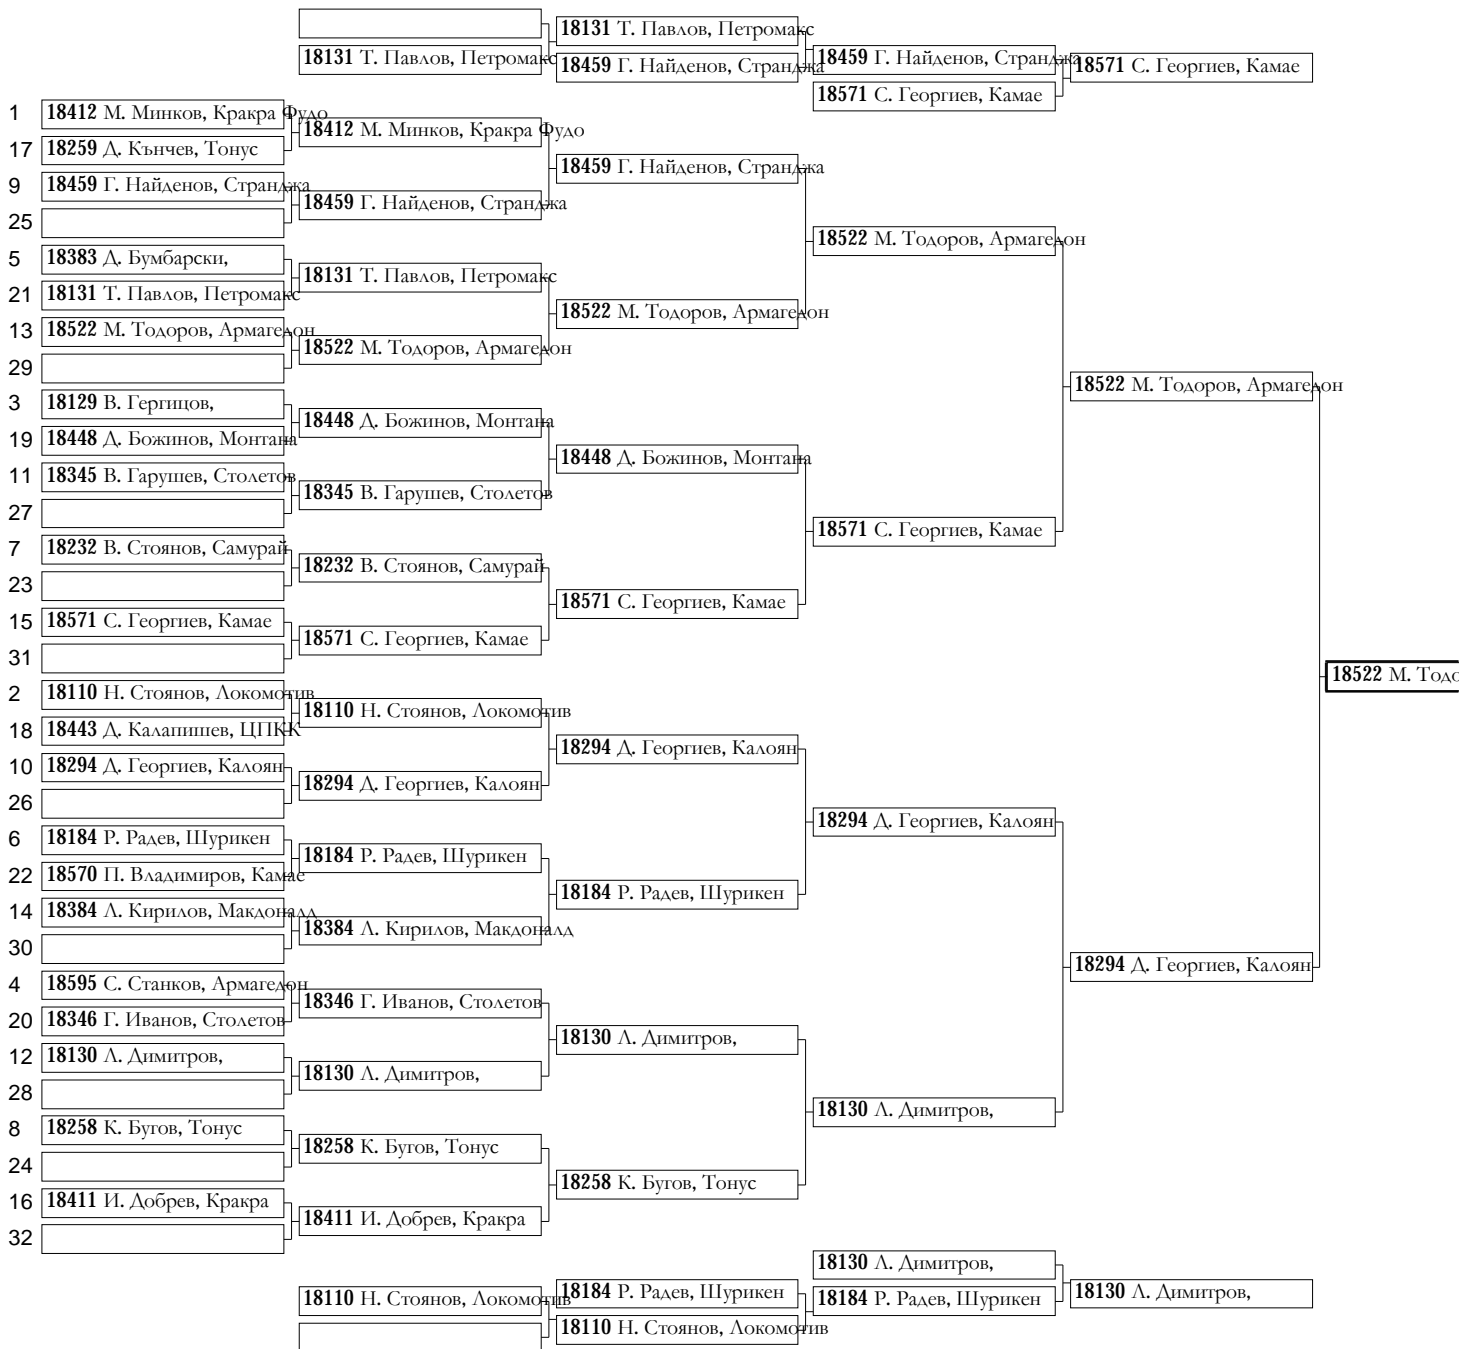 18131 Т. Павлов, Петромакс
18131 Т. Павлов, Петромакс
18459 Г. Найденов, Странджа
18459 Г. Найденов, Странджа
18571 С. Георгиев, Камае
18571 С. Георгиев, Камае
1 18412 М. Минков, Кракра Фудо
18412 М. Минков, Кракра Фудо
17 18259 Д. Кънчев, Тонус
18459 Г. Найденов, Странджа
9 18459 Г. Найденов, Странджа
18459 Г. Найденов, Странджа
25
18522 М. Тодоров, Армагедон
5 18383 Д. Бумбарски,
18131 Т. Павлов, Петромакс
21 18131 Т. Павлов, Петромакс
18522 М. Тодоров, Армагедон
13 18522 М. Тодоров, Армагедон
18522 М. Тодоров, Армагедон
29
18522 М. Тодоров, Армагедон
3 18129 В. Гергицов,
18448 Д. Божинов, Монтана
19 18448 Д. Божинов, Монтана
18448 Д. Божинов, Монтана
11 18345 В. Гарушев, Столетов
18345 В. Гарушев, Столетов
27
18571 С. Георгиев, Камае
7 18232 В. Стоянов, Самурай
18232 В. Стоянов, Самурай
23
18571 С. Георгиев, Камае
15 18571 С. Георгиев, Камае
18571 С. Георгиев, Камае
31
18522 М. Тодо
2 18110 Н. Стоянов, Локомотив
18110 Н. Стоянов, Локомотив
18 18443 Д. Калапишев, ЦПКК
18294 Д. Георгиев, Калоян
10 18294 Д. Георгиев, Калоян
18294 Д. Георгиев, Калоян
26
18294 Д. Георгиев, Калоян
6 18184 Р. Радев, Шурикен
18184 Р. Радев, Шурикен
22 18570 П. Владимиров, Камае
18184 Р. Радев, Шурикен
14 18384 Л. Кирилов, Макдоналд
18384 Л. Кирилов, Макдоналд
30
18294 Д. Георгиев, Калоян
4 18595 С. Станков, Армагедон
18346 Г. Иванов, Столетов
20 18346 Г. Иванов, Столетов
18130 Л. Димитров,
12 18130 Л. Димитров,
18130 Л. Димитров,
28
18130 Л. Димитров,
8 18258 К. Бугов, Тонус
18258 К. Бугов, Тонус
24
18258 К. Бугов, Тонус
16 18411 И. Добрев, Кракра
18411 И. Добрев, Кракра
32
18130 Л. Димитров,
18184 Р. Радев, Шурикен
18130 Л. Димитров,
18110 Н. Стоянов, Локомотив
18184 Р. Радев, Шурикен
18110 Н. Стоянов, Локомотив